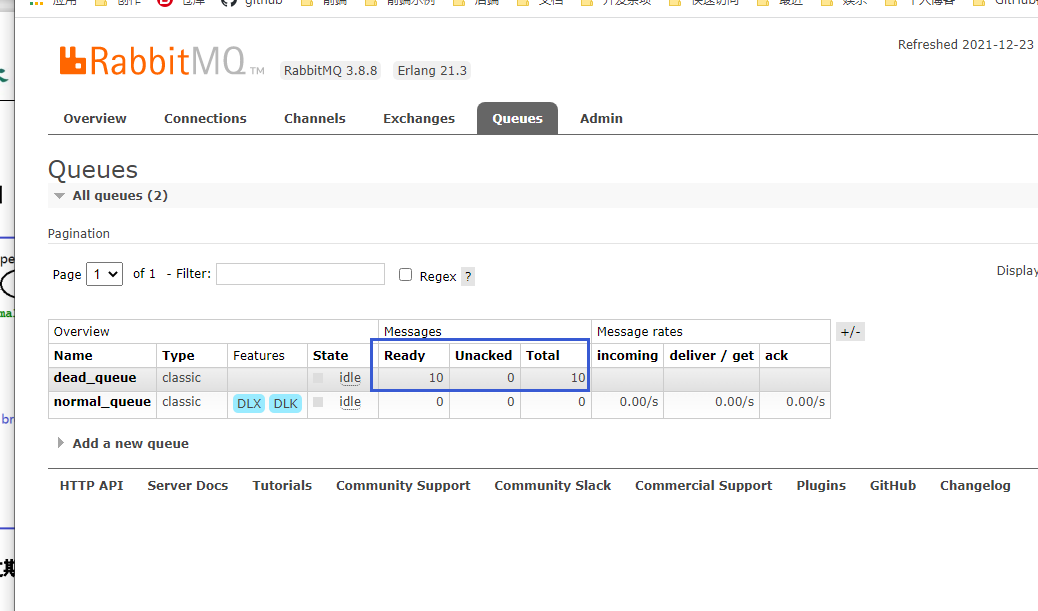 应用 创作 仓库 github 前端 前端示例 后端 文档 开发杂项 快速访问 最近 娱乐 个人博客
Refreshed 2021-12-23
RabbitMQ TM RabbitMQ 3.8.8 Erlang 21.3
Overview Connections Channels Exchanges Queues Admin
Queues
All queues (2)
Pagination
Page 1 of 1 - Filter: Regex ?
Display
Overview Messages Message rates +/-
Name Type Features State Ready Unacked Total incoming deliver / get ack
dead_queue classic idle 10 0 10
normal_queue classic DLX DLK idle 0 0 0 0.00/s 0.00/s 0.00/s
Add a new queue
HTTP API Server Docs Tutorials Community Support Community Slack Commercial Support Plugins GitHub Changelog